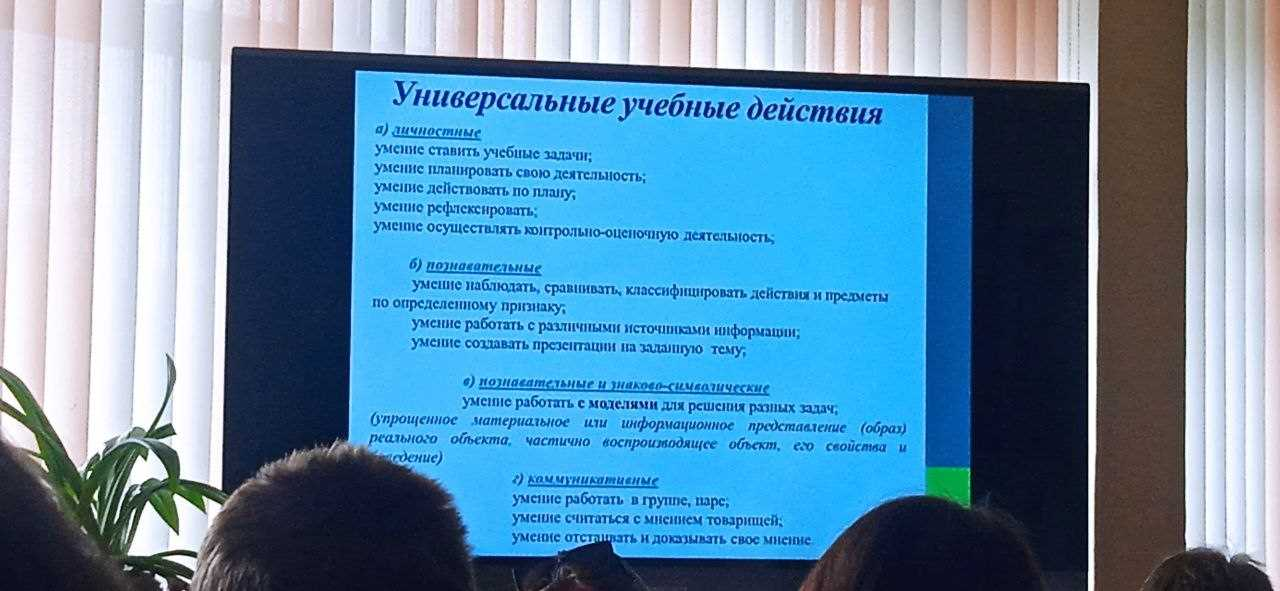 Универсальные учебные действия
а) личностные
умение ставить учебные задачи;
умение планировать свою деятельность;
умение действовать по плану;
умение рефлексировать;
умение осуществлять контрольно-оценочную деятельность;
б) познавательные
умение наблюдать, сравнивать, классифицировать действия и предметы
по определенному признаку;
умение работать с различными источниками информации;
умение создавать презентации на заданную тему;
в) познавательные и знаково-символические
умение работать с моделями для решения разных задач;
(упрощенное материальное или информационное представление (образ)
реального объекта, частично воспроизводящее объект, его свойства и
г) коммуникативные
умение работать в группе, паре;
умение считаться с мнением товарищей;
умение отстаивать и доказывать свое мнение.